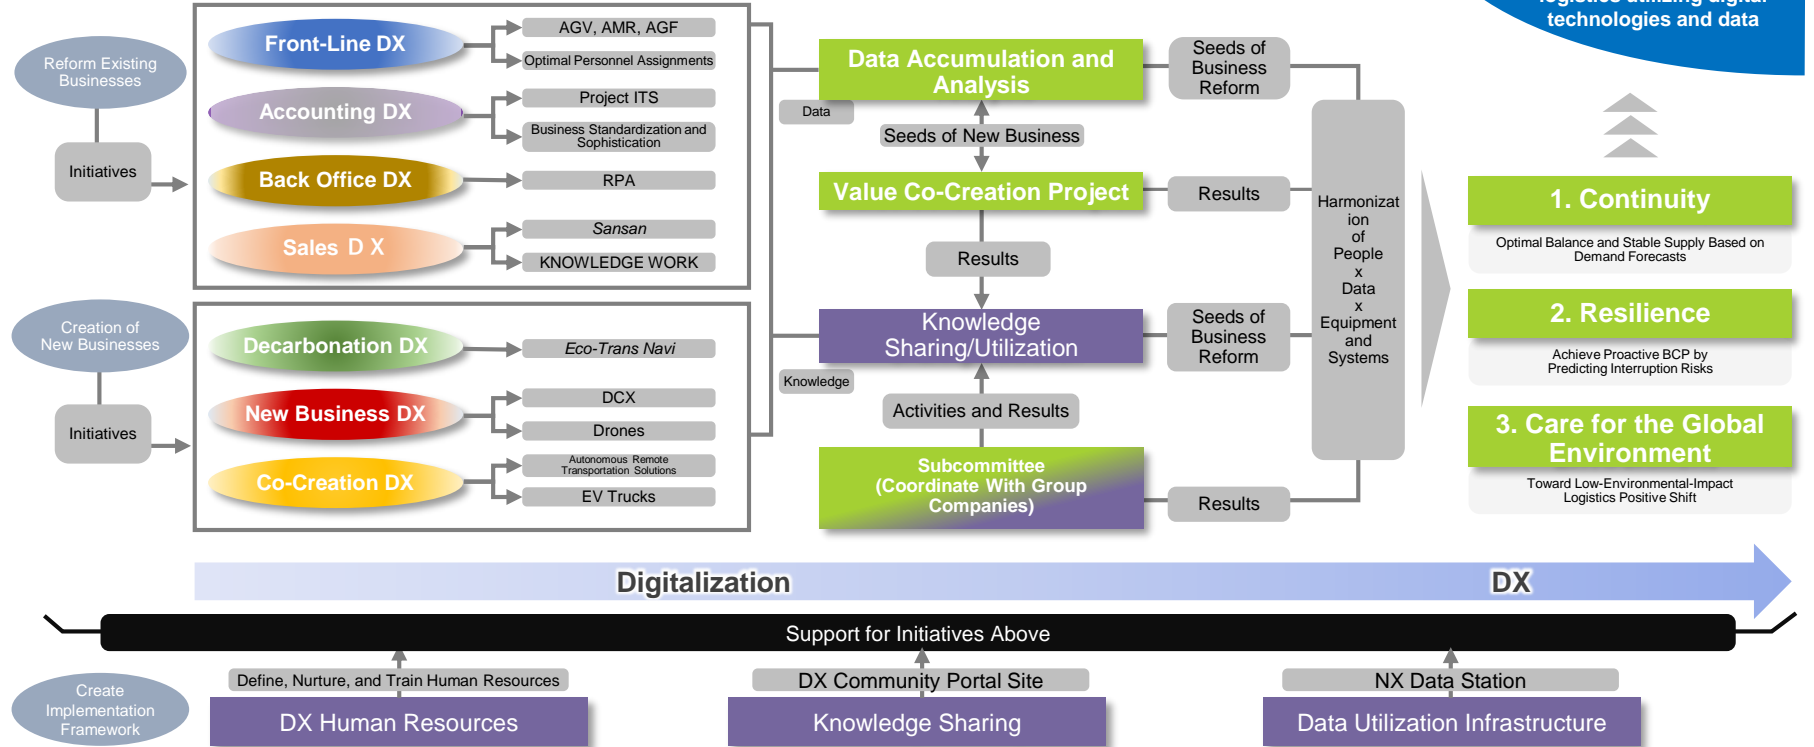 logistics utilizing digital
technologies and data
Reform Existing
Businesses
Initiatives
Front-Line DX
AGV, AMR, AGF
Optimal Personnel Assignments
Accounting DX
Project ITS
Business Standardization and
Sophistication
Back Office DX
RPA
Sales D X
Sansan
KNOWLEDGE WORK
Creation of
New Businesses
Initiatives
Decarbonation DX
Eco-Trans Navi
New Business DX
DCX
Drones
Co-Creation DX
Autonomous Remote
Transportation Solutions
EV Trucks
Data
Knowledge
Data Accumulation and
Analysis
Seeds of New Business
Value Co-Creation Project
Results
Knowledge
Sharing/Utilization
Activities and Results
Subcommittee
(Coordinate With Group
Companies)
Seeds of
Business
Reform
Results
Seeds of
Business
Reform
Results
Harmonizat
ion
of
People
x
Data
x
Equipment
and
Systems
1. Continuity
Optimal Balance and Stable Supply Based on
Demand Forecasts
2. Resilience
Achieve Proactive BCP by
Predicting Interruption Risks
3. Care for the Global
Environment
Toward Low-Environmental-Impact
Logistics Positive Shift
Digitalization
DX
Support for Initiatives Above
Create
Implementation
Framework
Define, Nurture, and Train Human Resources
DX Human Resources
DX Community Portal Site
Knowledge Sharing
NX Data Station
Data Utilization Infrastructure